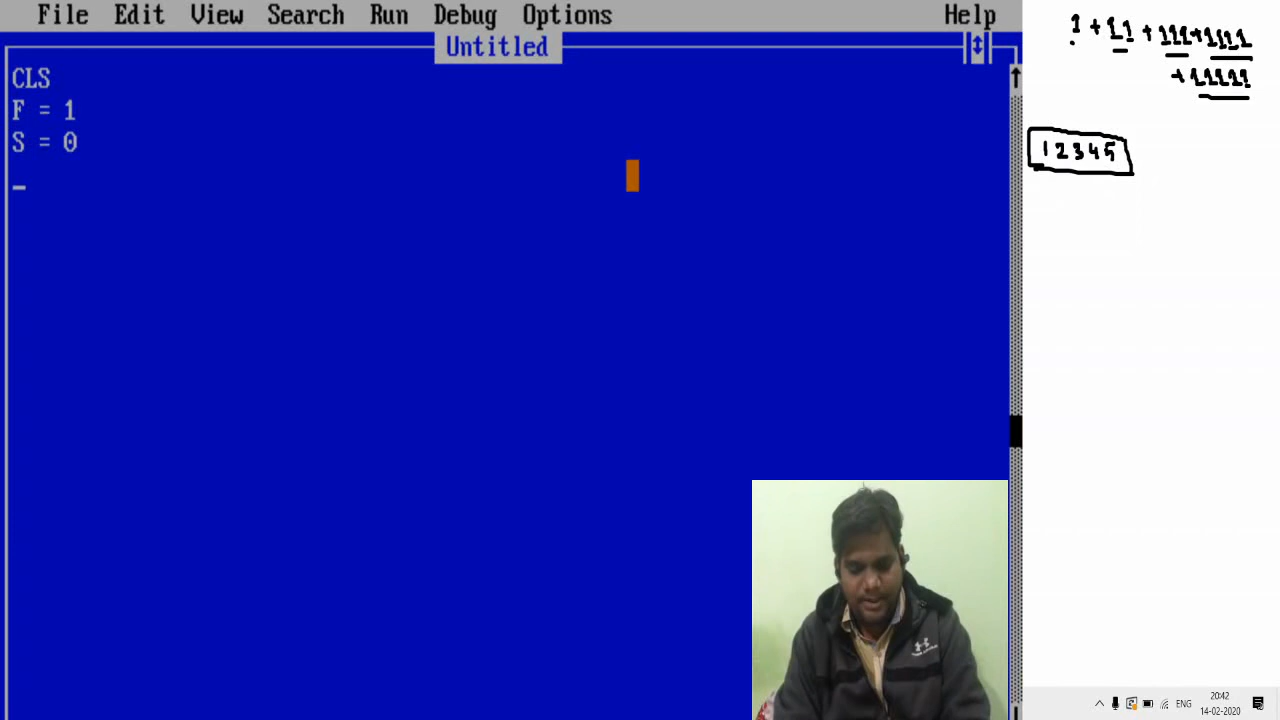 File Edit View Search Run Debug Options Help
Untitled
CLS
F = 1
S = 0
1 + 11 + 111 + 1111
+ 11111
12345
ENG
20:42
14-02-2020